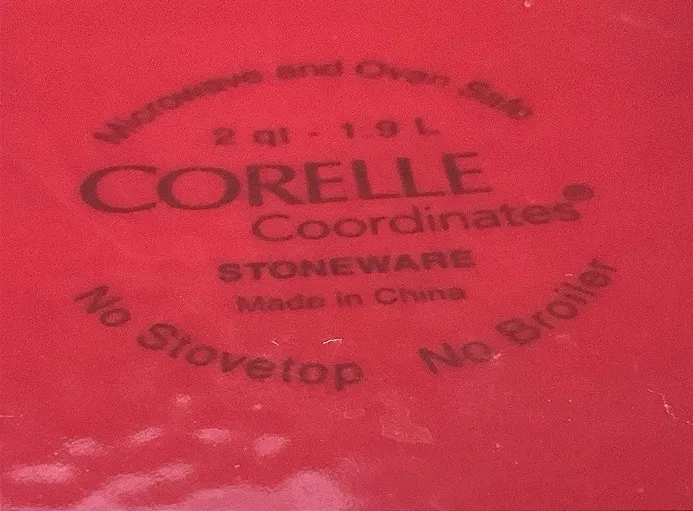 Microwave and Oven Safe
2 qt - 1.9 L
CORELLE
Coordinates
STONEWARE
Made in China
No Stovetop No Broiler